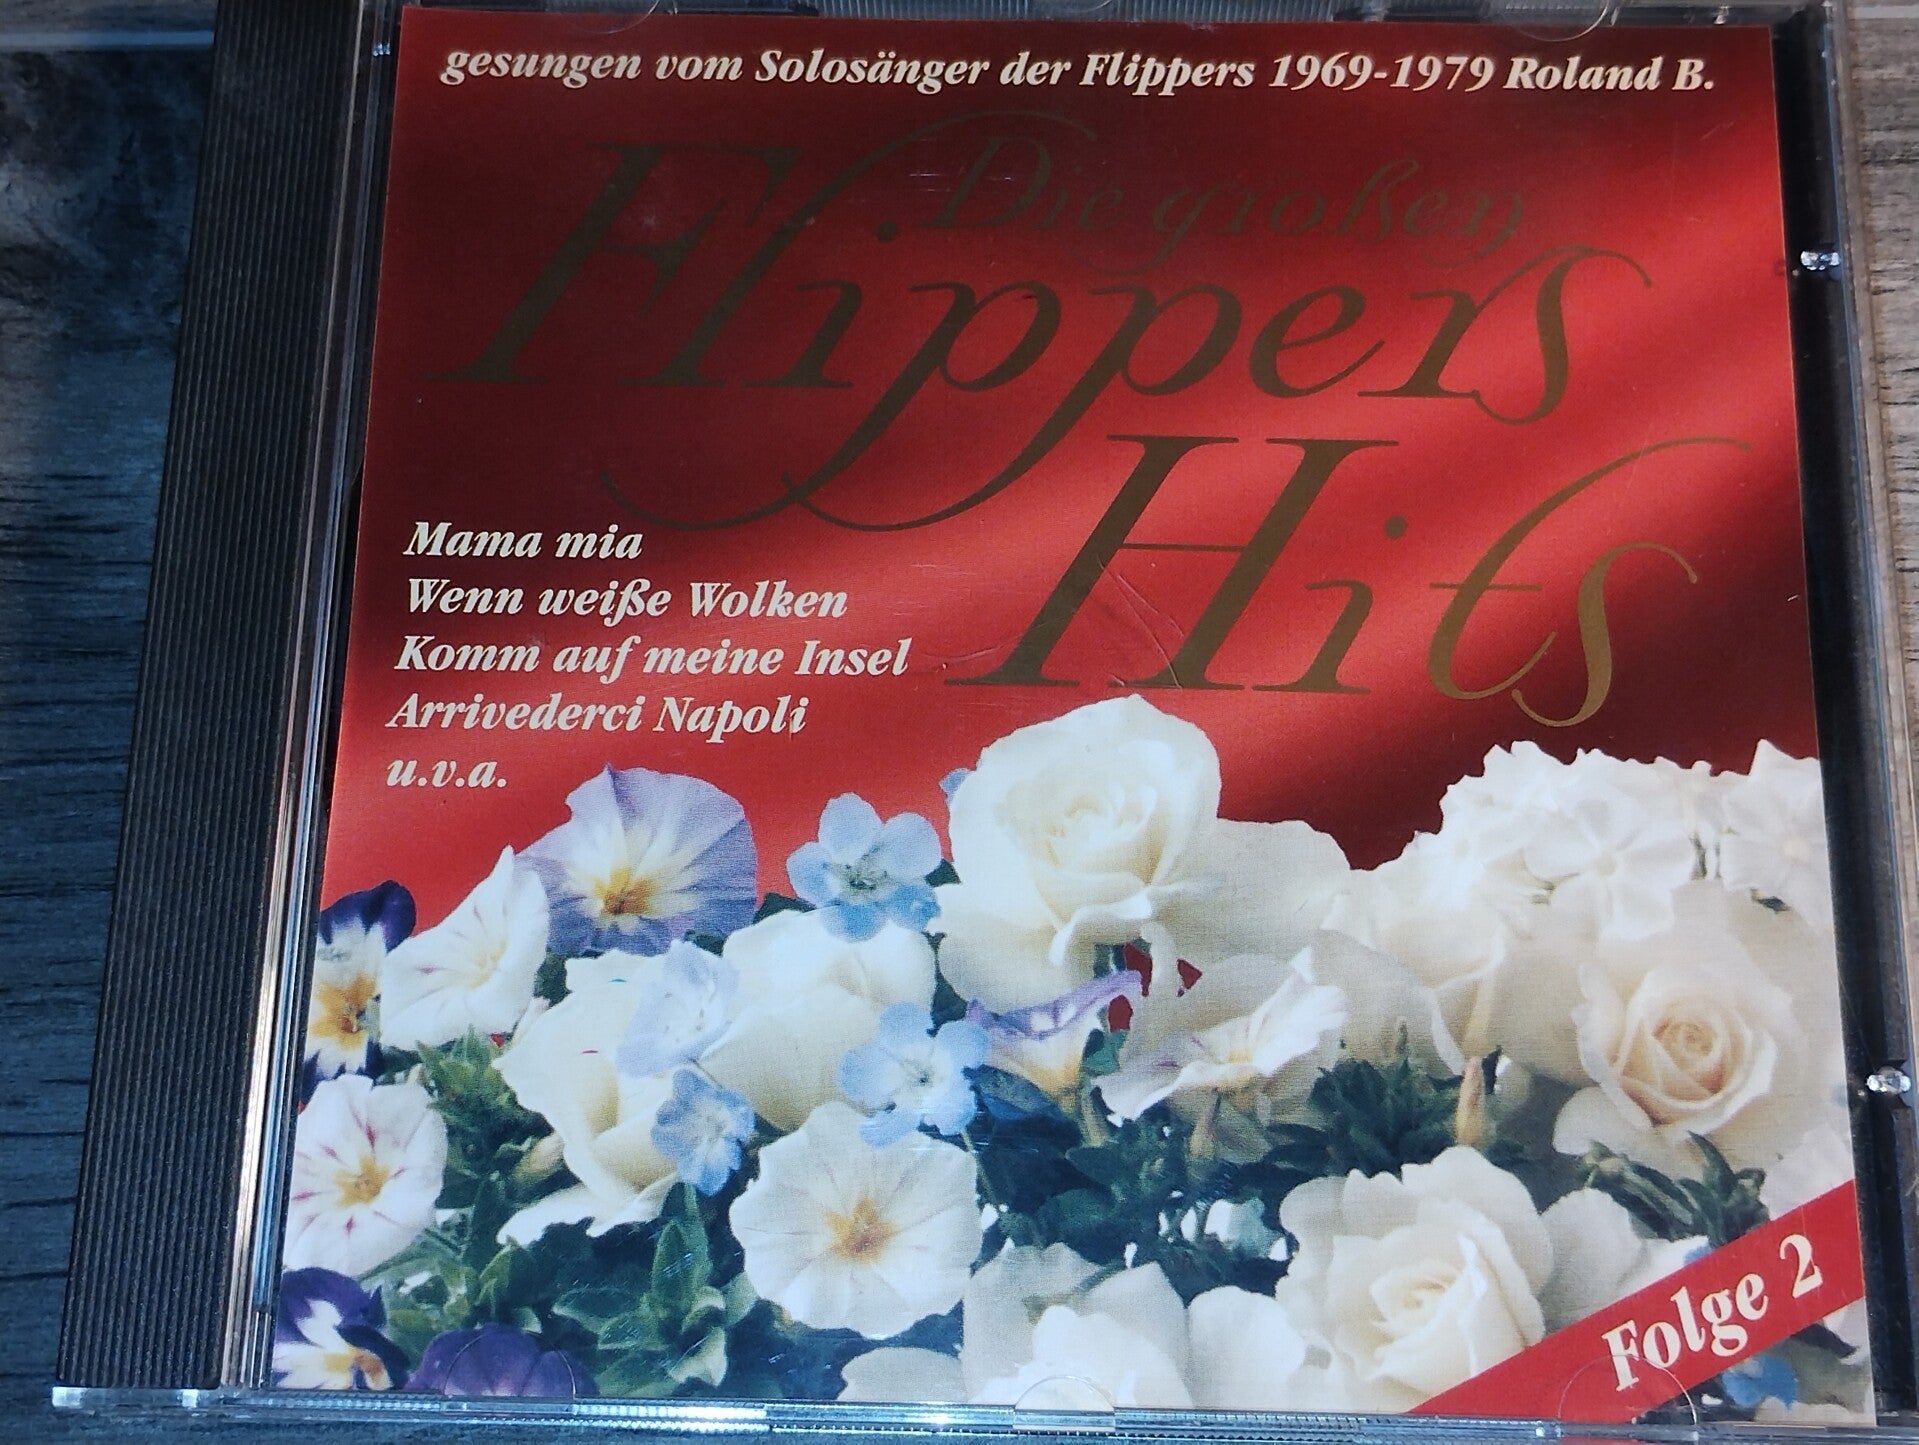 gesungen vom Solosänger der Flippers 1969-1979 Roland B.
Die großen
Flippers
Hits
Mama mia
Wenn weiße Wolken
Komm auf meine Insel
Arrivederci Napoli
u.v.a.
Folge 2